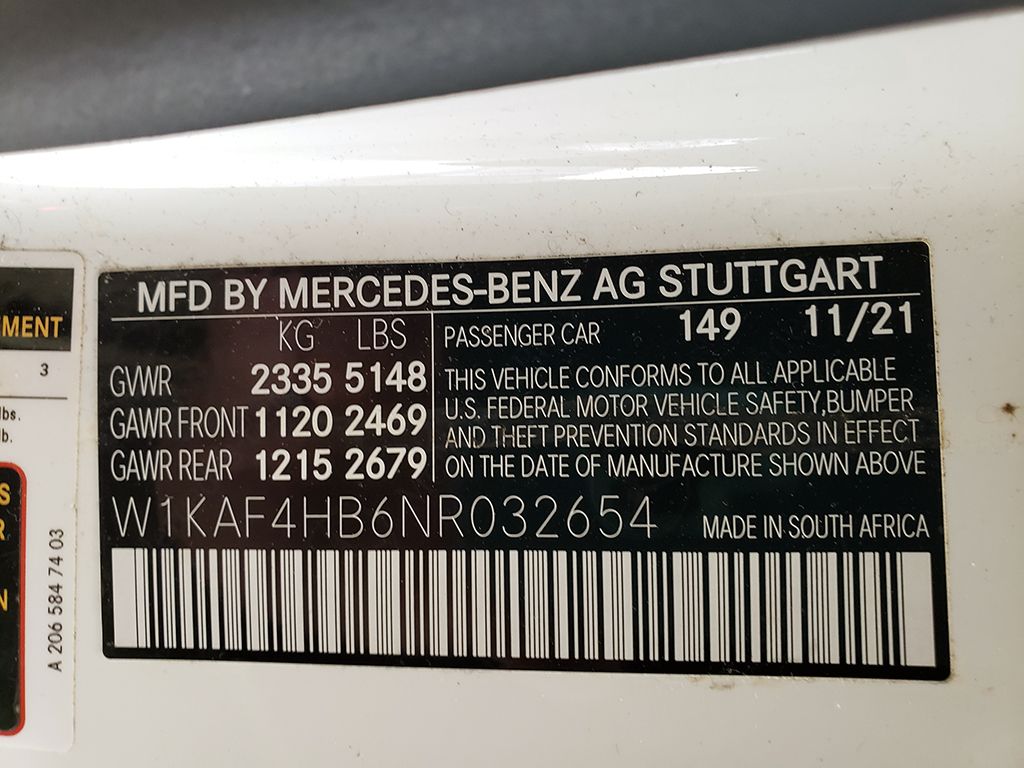 MFD BY MERCEDES-BENZ AG STUTTGART
KG LBS
GVWR 2335 5148
GAWR FRONT 1120 2469
GAWR REAR 1215 2679
PASSENGER CAR 149 11/21
THIS VEHICLE CONFORMS TO ALL APPLICABLE
U.S. FEDERAL MOTOR VEHICLE SAFETY,BUMPER
AND THEFT PREVENTION STANDARDS IN EFFECT
ON THE DATE OF MANUFACTURE SHOWN ABOVE
W1KAF4HB6NR032654 MADE IN SOUTH AFRICA
MENT
3
lbs.
lb.
S
R
N
A 206 584 74 03